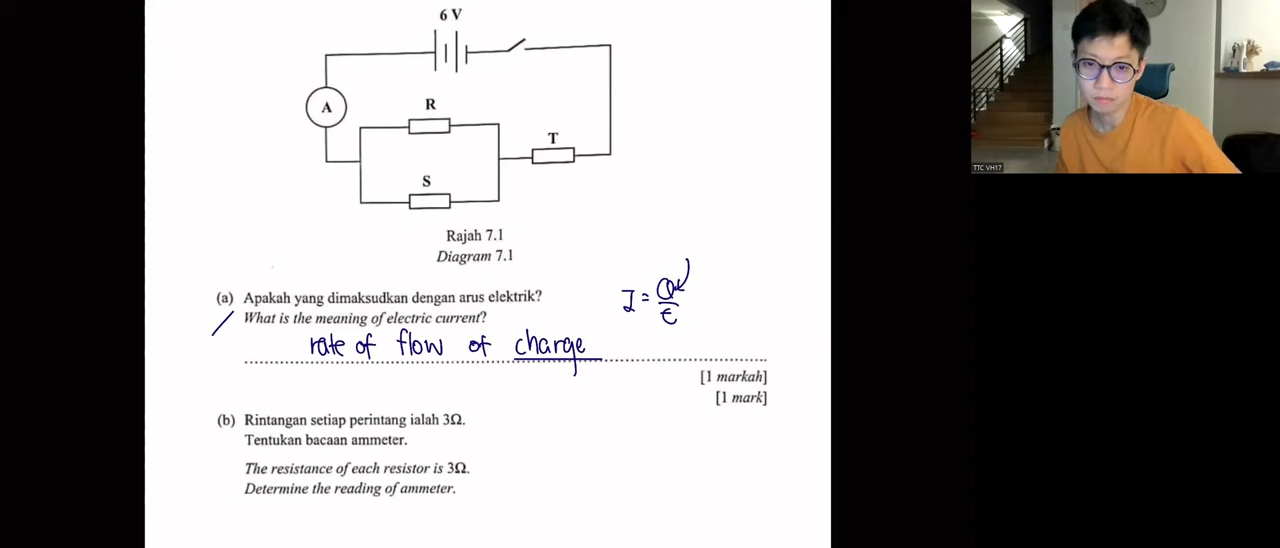 6 V
A
R
T
S
Rajah 7.1
Diagram 7.1
(a) Apakah yang dimaksudkan dengan arus elektrik?
What is the meaning of electric current?
I = Q
t
rate of flow of charge
[1 markah]
[1 mark]
(b) Rintangan setiap perintang ialah 3Ω.
Tentukan bacaan ammeter.
The resistance of each resistor is 3Ω.
Determine the reading of ammeter.
TTC VH17